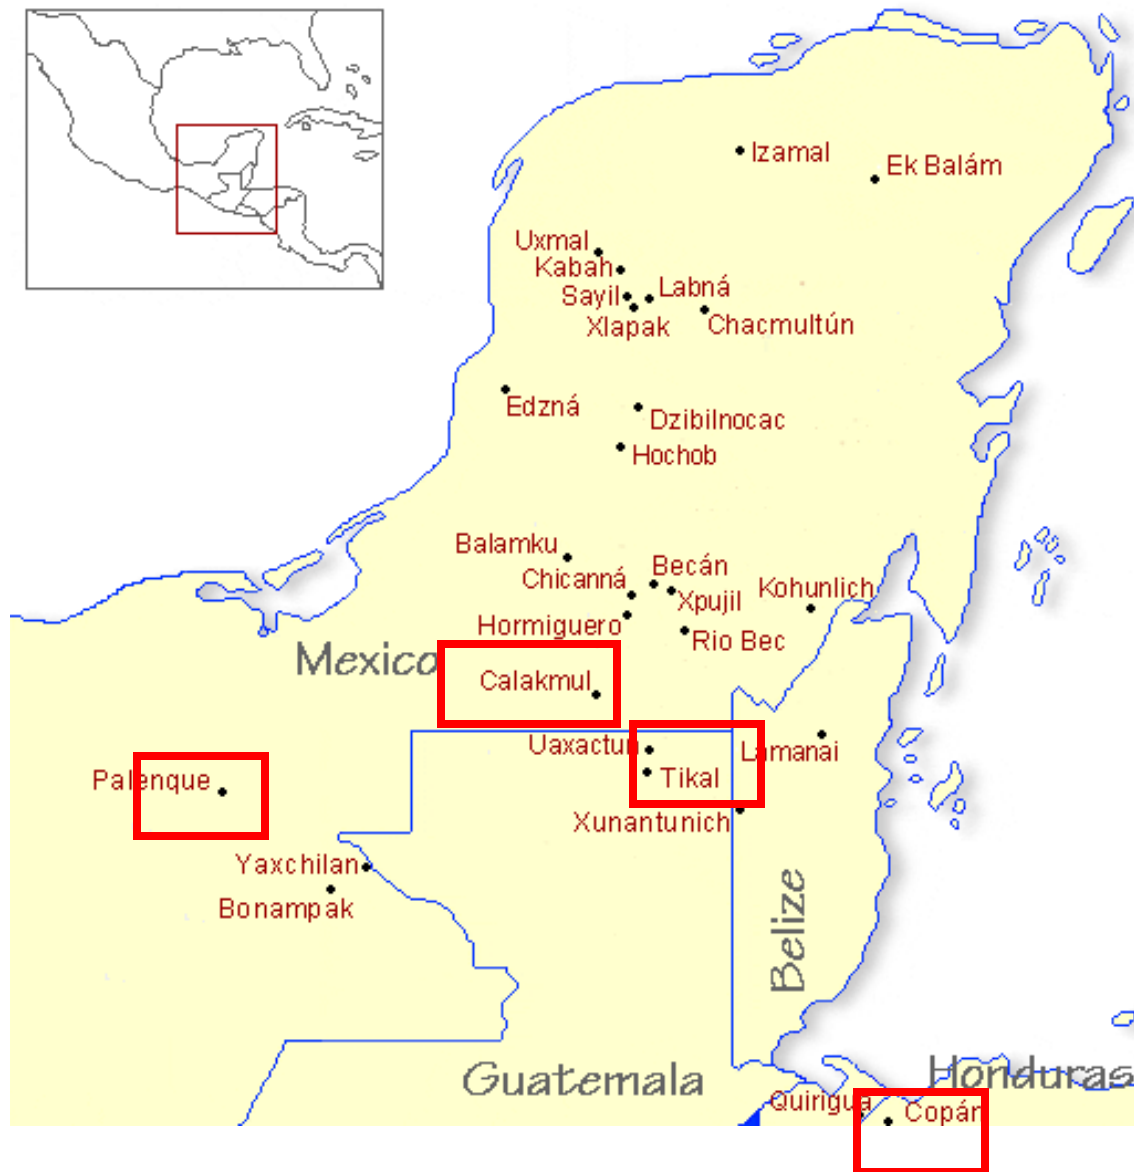 Izamal
Ek Balám
Uxmal
Kabah
Sayil
Labná
Xlapak
Chacmultún
Edzná
Dzibilnocac
Hochob
Balamku
Becán
Chicanná
Xpujil
Kohunlich
Hormiguero
Rio Bec
Mexico
Calakmul
Uaxactun
Lamanai
Palenque
Tikal
Xunantunich
Yaxchilan
Bonampak
Belize
Guatemala
Honduras
Quirigua
Copán